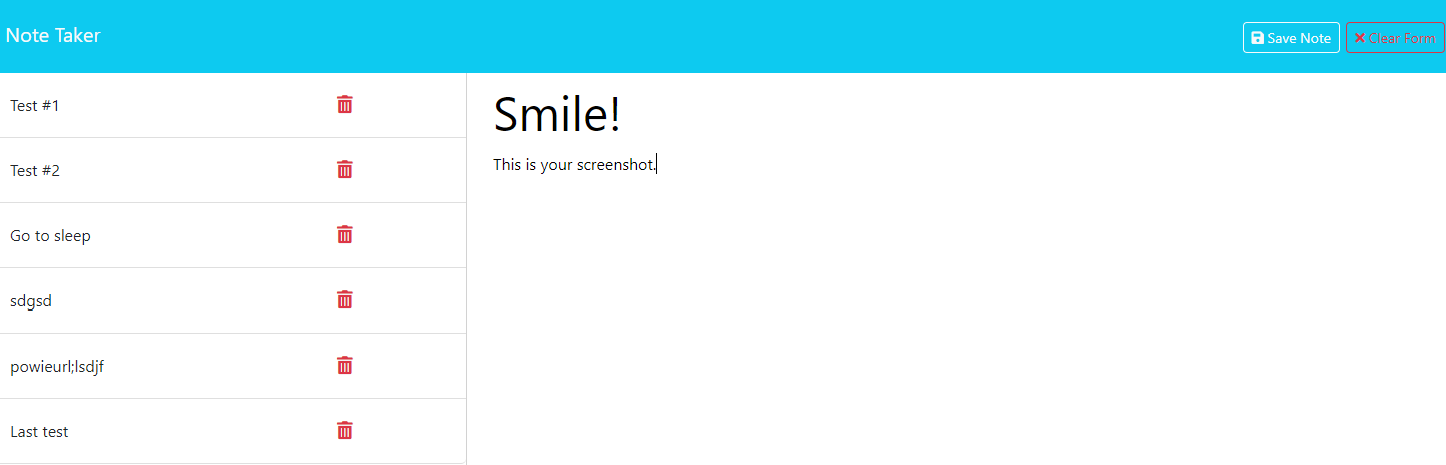 Note Taker
Save Note
Clear Form
Test #1
Test #2
Go to sleep
sdgsd
powieurl;lsdjf
Last test
Smile!
This is your screenshot.